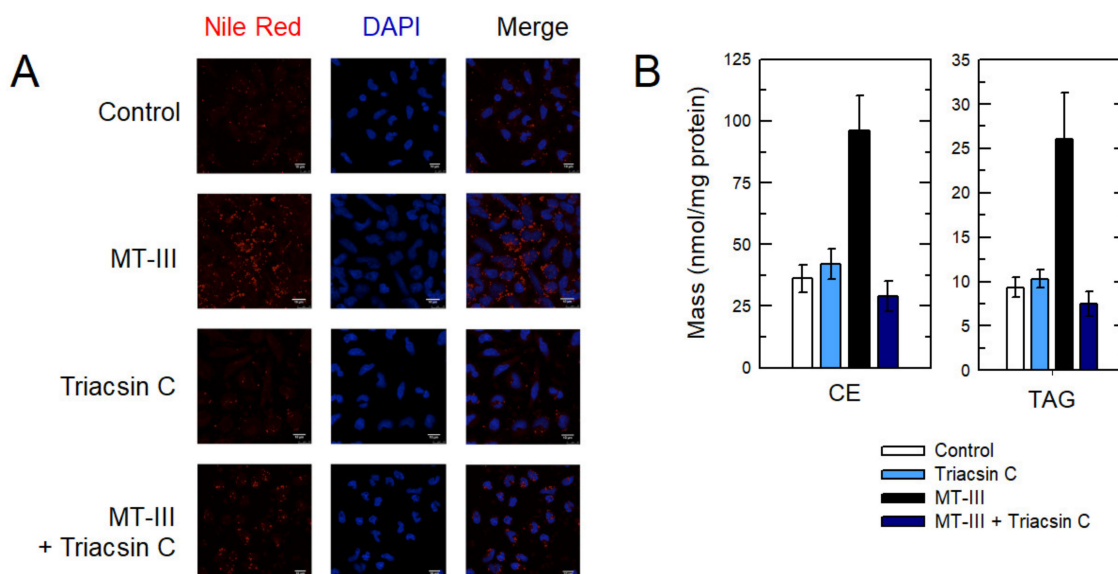 A
Nile Red
DAPI
Merge
Control
MT-III
Triacsin C
MT-III
+ Triacsin C
B
Mass (nmol/mg protein)
125
100
75
50
25
0
CE
35
30
25
20
15
10
5
0
TAG
Control
Triacsin C
MT-III
MT-III + Triacsin C